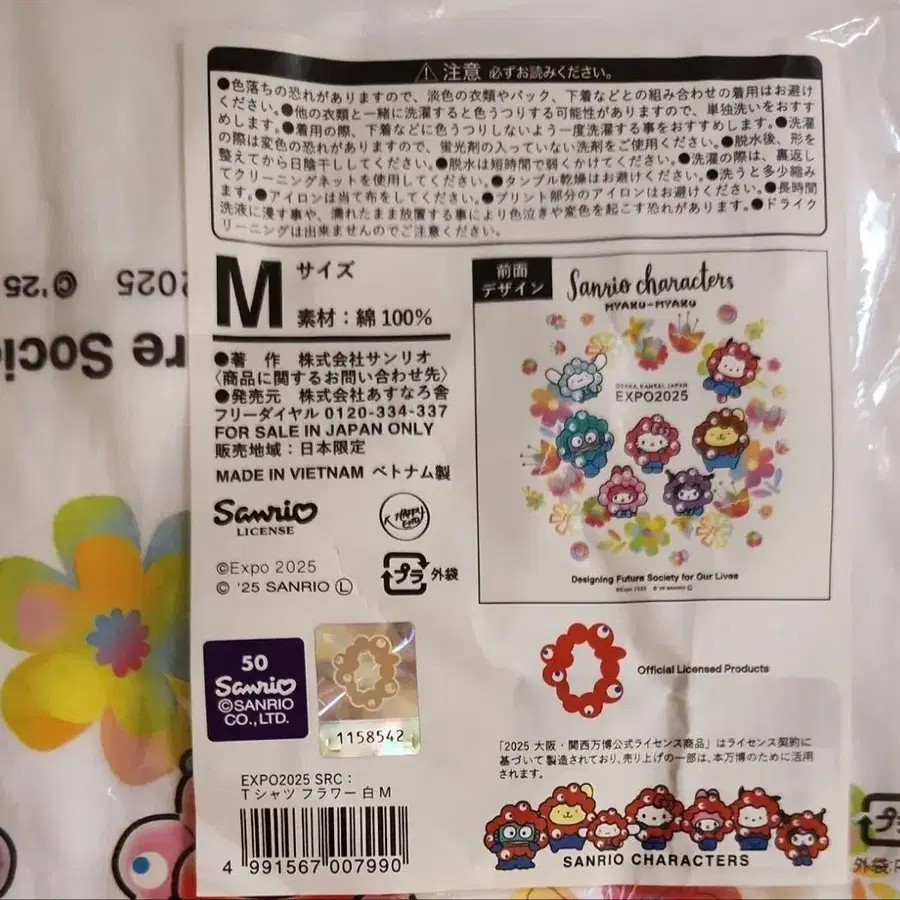 ⚠ 注意 必ずお読みください。
●色落ちの恐れがありますので、淡色の衣類やバック、下着などとの組み合わせの着用はお避け
ください。●他の衣類と一緒に洗濯すると色うつりする可能性がありますので、単独洗いをおすす
めします。●着用の際、下着などに色うつりしないよう一度洗濯する事をおすすめします。●洗濯
の際は変色の恐れがありますので、蛍光剤の入っていない洗剤をご使用ください。●脱水後、形を
整えてから日陰干ししてください。●脱水は短時間で弱くかけてください。●洗濯の際は、裏返し
てクリーニングネットを使用してください。●タンブル乾燥はお避けください。●洗うと多少縮み
ます。●アイロンは当て布をしてください。●プリント部分のアイロンはお避けください。●長時間
洗液に浸す事や、濡れたまま放置する事により色泣きや変色を起こす恐れがあります。●ドライク
リーニングは出来ませんのでご注意ください。
2025 ©'25
re Soci
M サイズ
素材：綿100%
●著 作 株式会社サンリオ
〈商品に関するお問い合わせ先〉
●発売元 株式会社あすなろ舎
フリーダイヤル 0120-334-337
FOR SALE IN JAPAN ONLY
販売地域：日本限定
MADE IN VIETNAM ベトナム製
Sanrio
LICENSE
©Expo 2025
© '25 SANRIO Ⓛ
プラ 外袋
前面
デザイン
Sanrio characters
MYAKU-MYAKU
OSAKA, KANSAI, JAPAN
EXPO2025
Designing Future Society for Our Lives
©Expo 2025 © '25 SANRIO Ⓛ
50
Sanrio
©SANRIO
CO., LTD.
1158542
Official Licensed Products
「2025 大阪・関西万博公式ライセンス商品」はライセンス契約に
基づいて製造されており、売り上げの一部は、本万博のために活用
されます。
EXPO2025 SRC：
Tシャツ フラワー 白 M
4 991567 007990
SANRIO CHARACTERS
プ
外袋:P